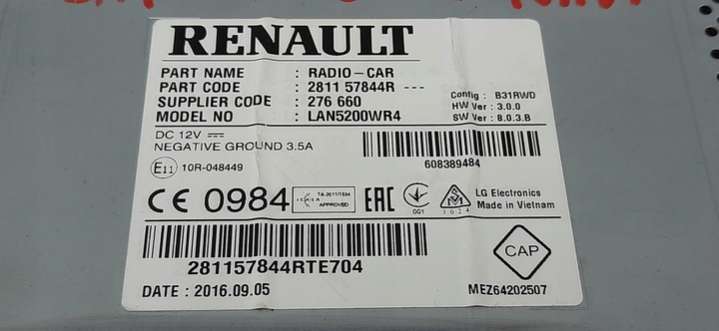 RENAULT
PART NAME : RADIO-CAR
PART CODE : 2811 57844R ---
SUPPLIER CODE : 276 660
MODEL NO : LAN5200WR4
Config : B31RWD
HW Ver : 3.0.0
SW Ver : 8.0.3.B
DC 12V
NEGATIVE GROUND 3.5A
608389484
E11 10R-048449
CE 0984
APPROVED
EAC
LG Electronics
Made in Vietnam
281157844RTE704
CAP
DATE : 2016.09.05
MEZ64202507